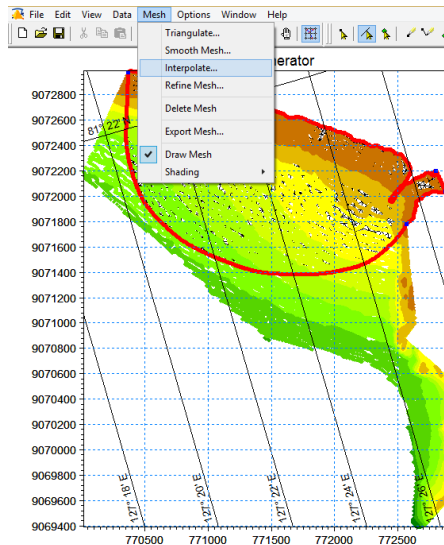 File Edit View Data Mesh Options Window Help
Triangulate...
Smooth Mesh...
Interpolate...
Refine Mesh...
Delete Mesh
Export Mesh...
Draw Mesh
Shading
nerator
9072800
9072600
9072400
9072200
9072000
9071800
9071600
9071400
9071200
9071000
9070800
9070600
9070400
9070200
9070000
9069800
9069600
9069400
81° 22' N
127° 18' E
127° 20' E
127° 22' E
127° 24' E
127° 26' E
770500
771000
771500
772000
772500